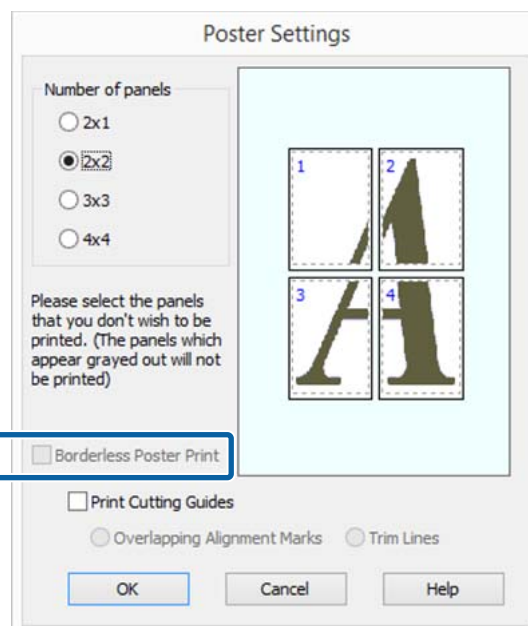 Poster Settings
Number of panels
2x1
2x2
3x3
4x4
1
2
3
4
Please select the panels
that you don't wish to be
printed. (The panels which
appear grayed out will not
be printed)
Borderless Poster Print
Print Cutting Guides
Overlapping Alignment Marks
Trim Lines
OK
Cancel
Help